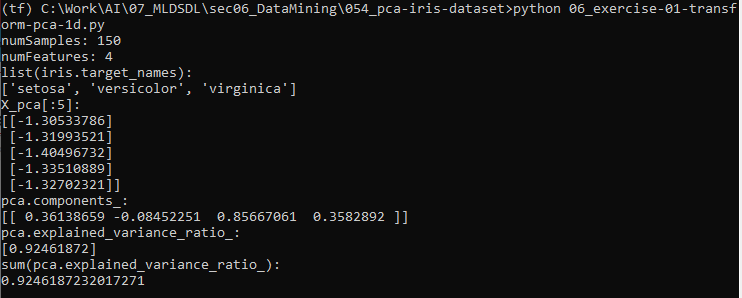 (tf) C:\Work\AI\07_MLDSDL\sec06_DataMining\054_pca-iris-dataset>python 06_exercise-01-transf
orm-pca-1d.py
numSamples: 150
numFeatures: 4
list(iris.target_names):
['setosa', 'versicolor', 'virginica']
X_pca[:5]:
[[-1.30533786]
 [-1.31993521]
 [-1.40496732]
 [-1.33510889]
 [-1.32702321]]
pca.components_:
[[ 0.36138659 -0.08452251  0.85667061  0.3582892 ]]
pca.explained_variance_ratio_:
[0.92461872]
sum(pca.explained_variance_ratio_):
0.9246187232017271